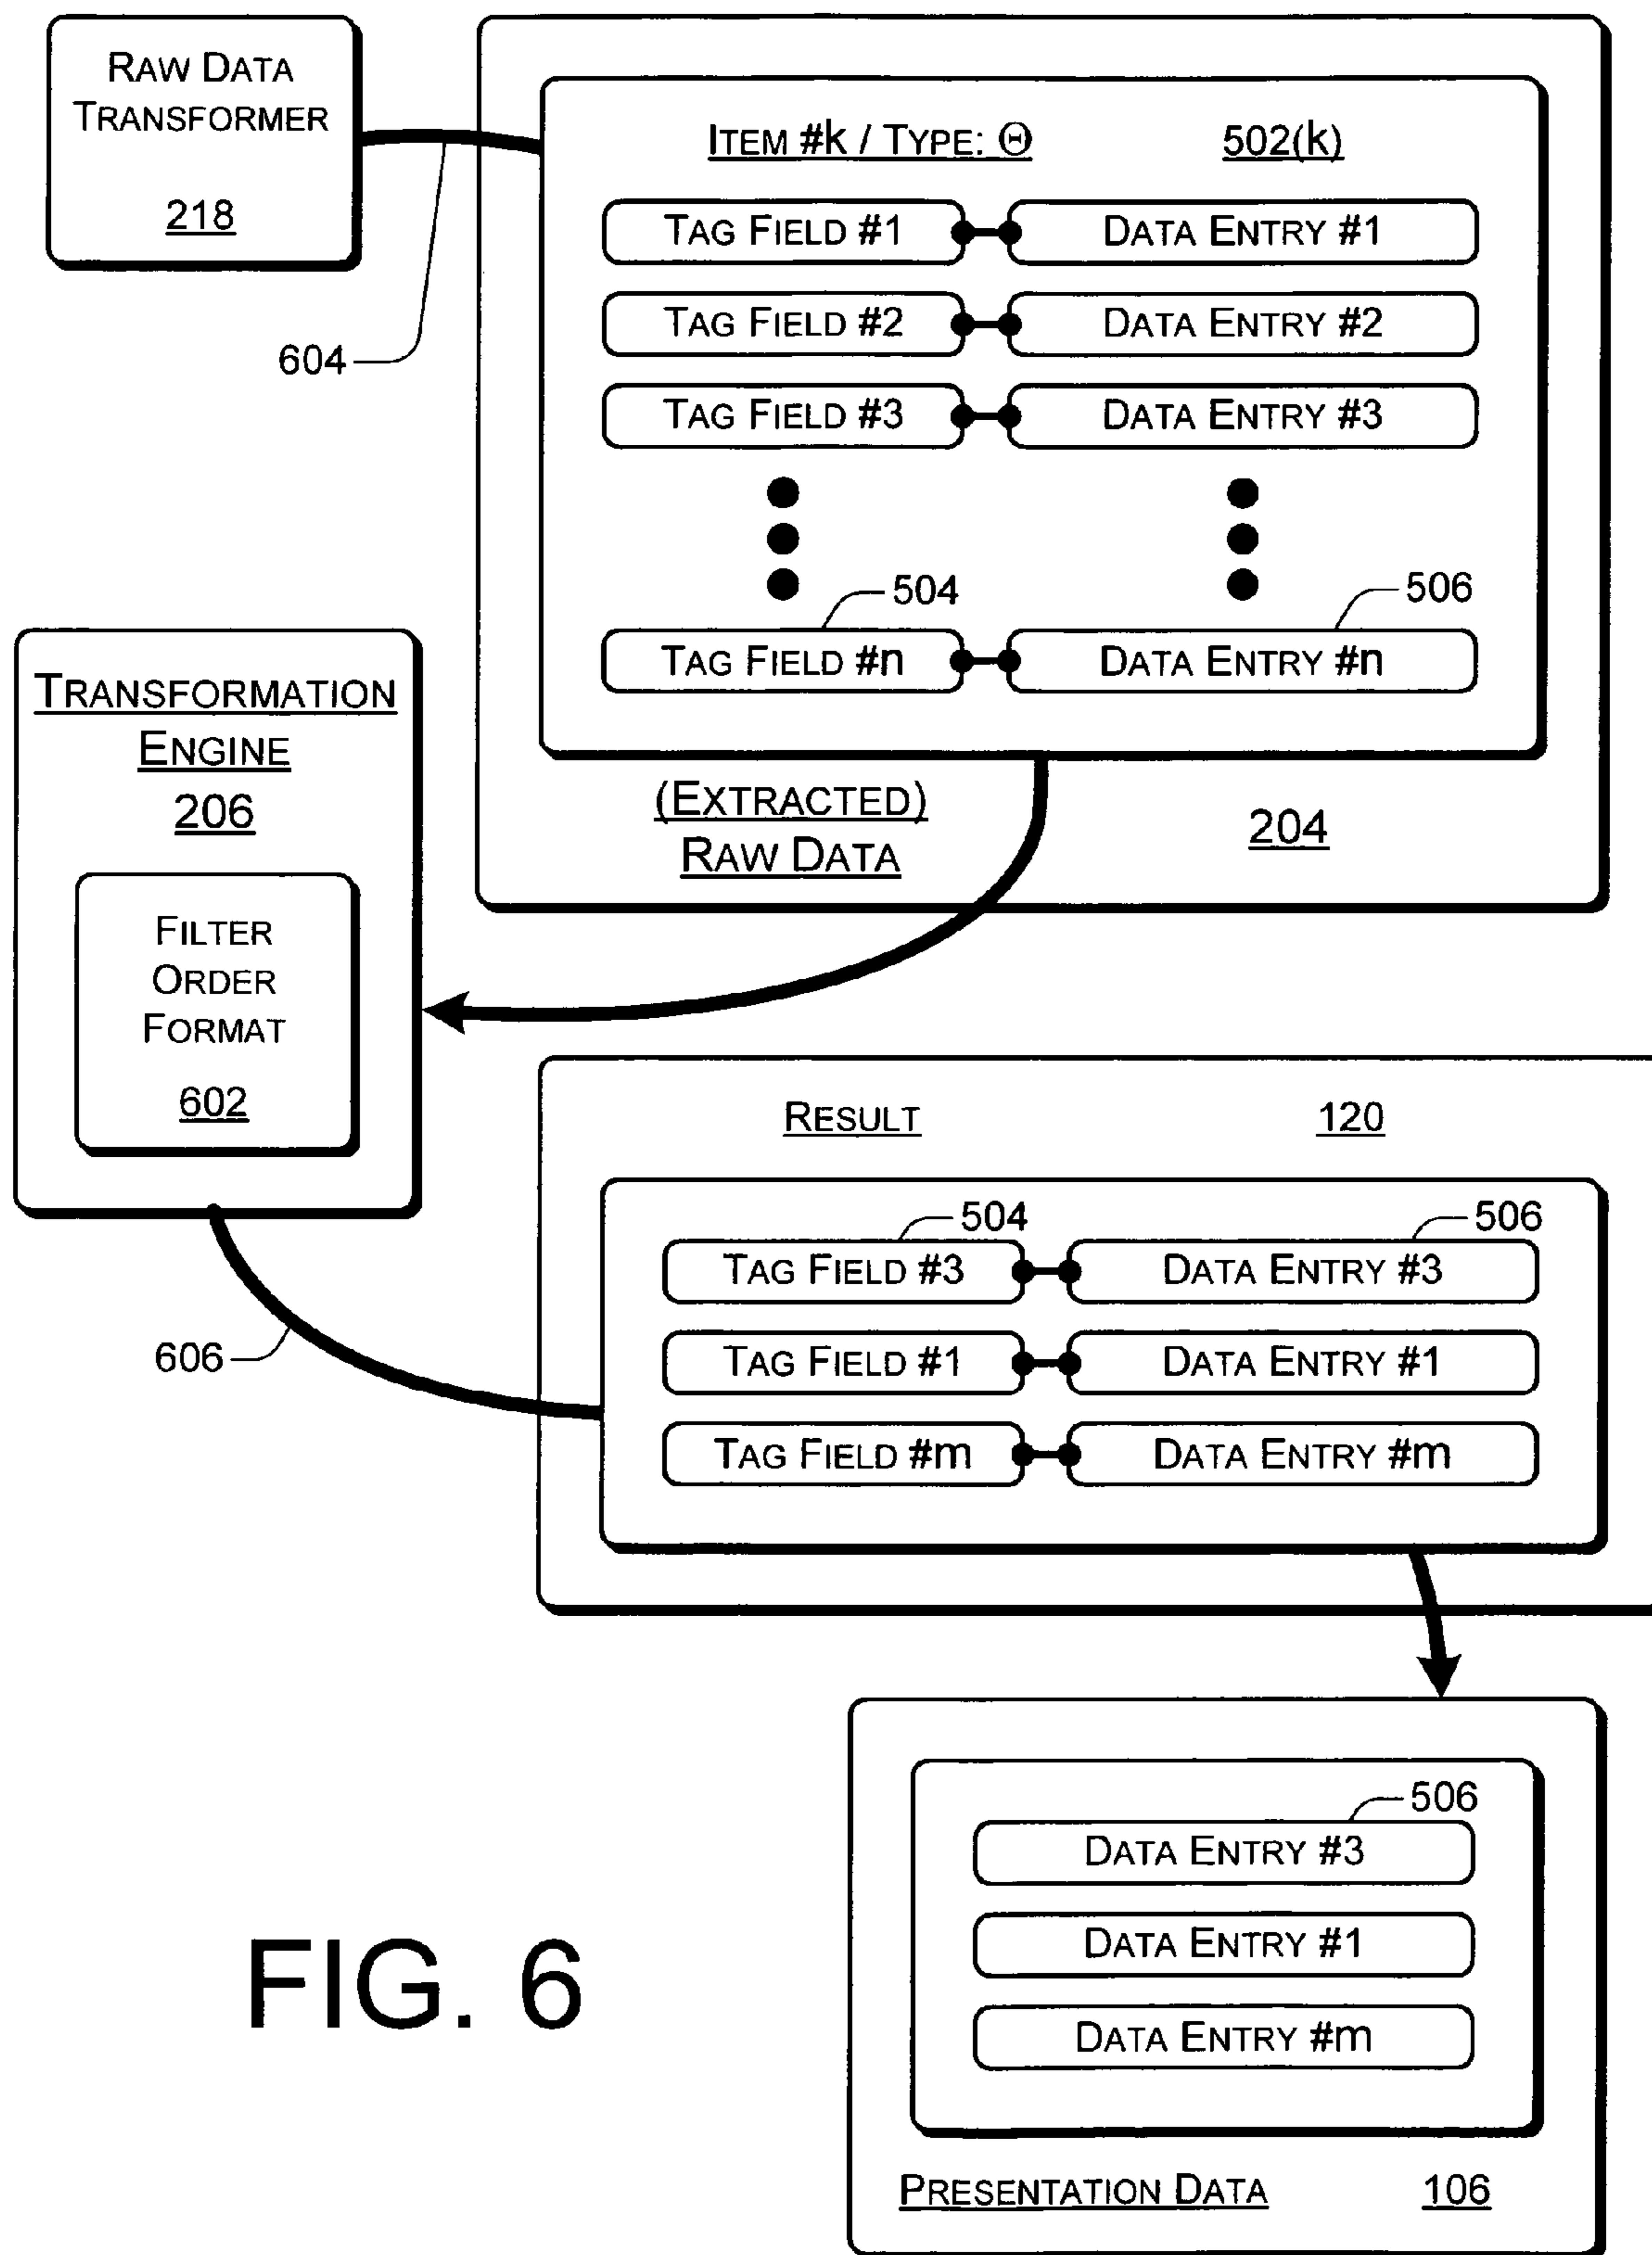 RAW DATA
TRANSFORMER
218
604
ITEM #k / TYPE: Θ 502(k)
TAG FIELD #1 DATA ENTRY #1
TAG FIELD #2 DATA ENTRY #2
TAG FIELD #3 DATA ENTRY #3
504 506
TAG FIELD #n DATA ENTRY #n
(EXTRACTED)
RAW DATA
204
TRANSFORMATION
ENGINE
206
FILTER
ORDER
FORMAT
602
606
RESULT 120
504 506
TAG FIELD #3 DATA ENTRY #3
TAG FIELD #1 DATA ENTRY #1
TAG FIELD #m DATA ENTRY #m
506
DATA ENTRY #3
DATA ENTRY #1
DATA ENTRY #m
PRESENTATION DATA 106
FIG. 6